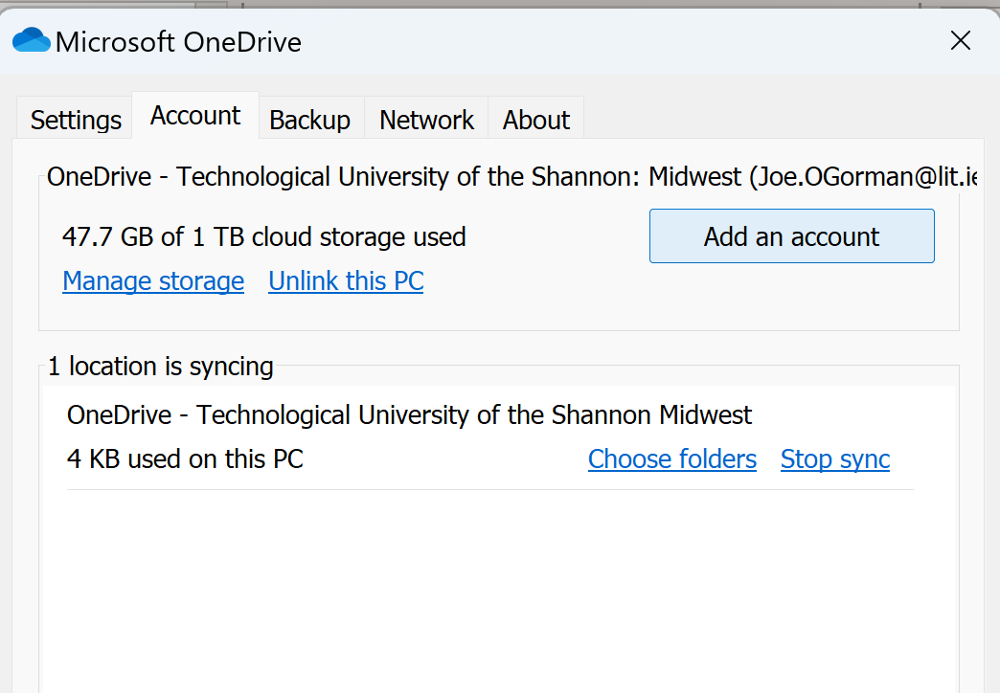 Microsoft OneDrive
Settings Account Backup Network About
OneDrive - Technological University of the Shannon: Midwest (Joe.OGorman@lit.ie
47.7 GB of 1 TB cloud storage used
Add an account
Manage storage Unlink this PC
1 location is syncing
OneDrive - Technological University of the Shannon Midwest
4 KB used on this PC
Choose folders Stop sync